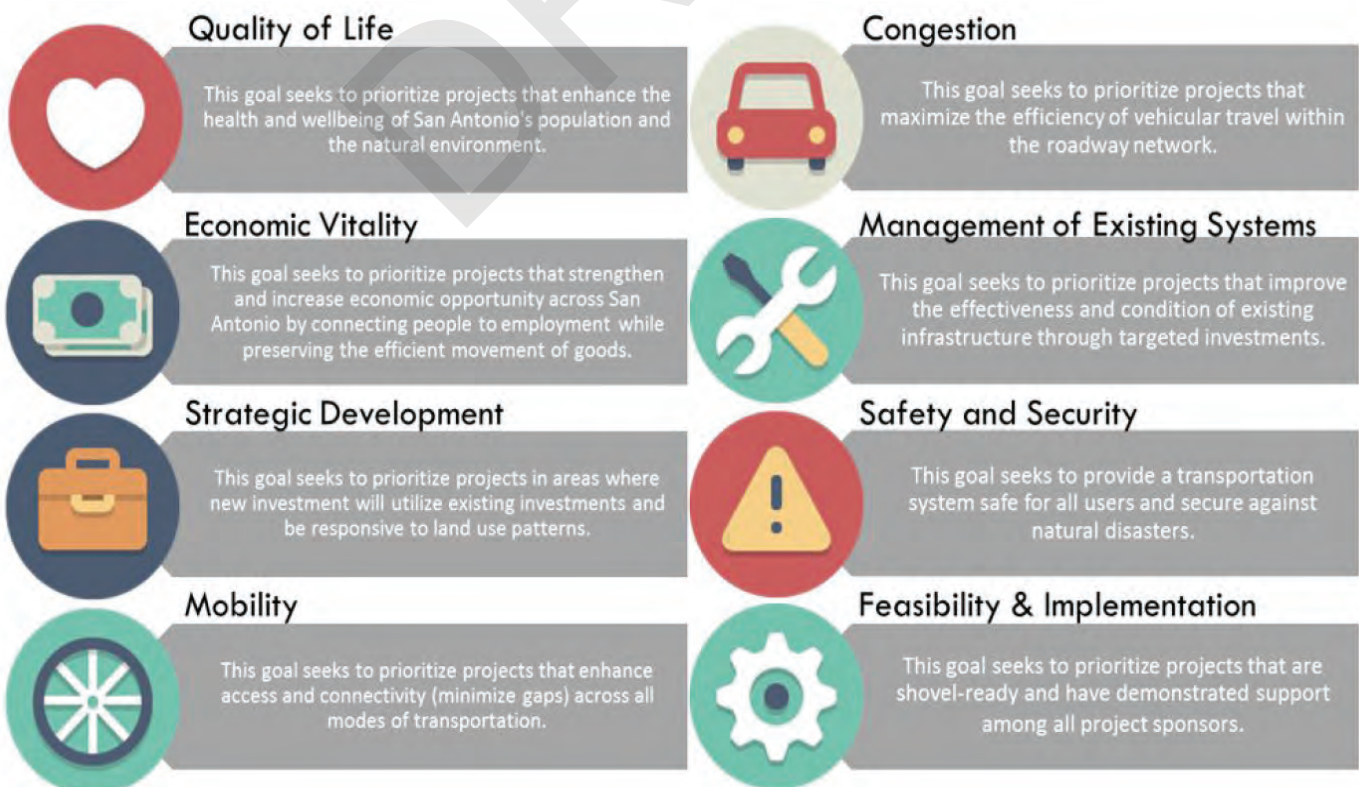 Quality of Life
This goal seeks to prioritize projects that enhance the
health and wellbeing of San Antonio's population and
the natural environment.
Economic Vitality
This goal seeks to prioritize projects that strengthen
and increase economic opportunity across San
Antonio by connecting people to employment while
preserving the efficient movement of goods.
Strategic Development
This goal seeks to prioritize projects in areas where
new investment will utilize existing investments and
be responsive to land use patterns.
Mobility
This goal seeks to prioritize projects that enhance
access and connectivity (minimize gaps) across all
modes of transportation.
Congestion
This goal seeks to prioritize projects that
maximize the efficiency of vehicular travel within
the roadway network.
Management of Existing Systems
This goal seeks to prioritize projects that improve
the effectiveness and condition of existing
infrastructure through targeted investments.
Safety and Security
This goal seeks to provide a transportation
system safe for all users and secure against
natural disasters.
Feasibility & Implementation
This goal seeks to prioritize projects that are
shovel-ready and have demonstrated support
among all project sponsors.